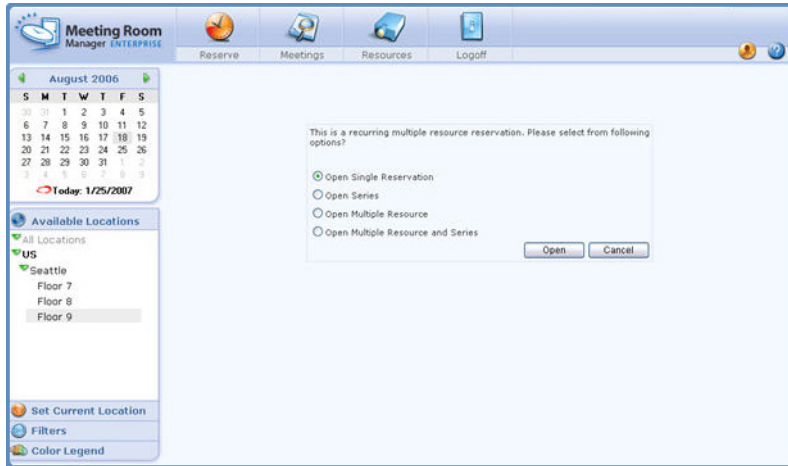 Meeting Room
Manager ENTERPRISE
Reserve Meetings Resources Logoff
August 2006
S M T W T F S
30 31 1 2 3 4 5
6 7 8 9 10 11 12
13 14 15 16 17 18 19
20 21 22 23 24 25 26
27 28 29 30 31 1 2
3 4 5 6 7 8 9
Today: 1/25/2007
Available Locations
All Locations
US
Seattle
Floor 7
Floor 8
Floor 9
Set Current Location
Filters
Color Legend
This is a recurring multiple resource reservation. Please select from following
options?
Open Single Reservation
Open Series
Open Multiple Resource
Open Multiple Resource and Series
Open Cancel